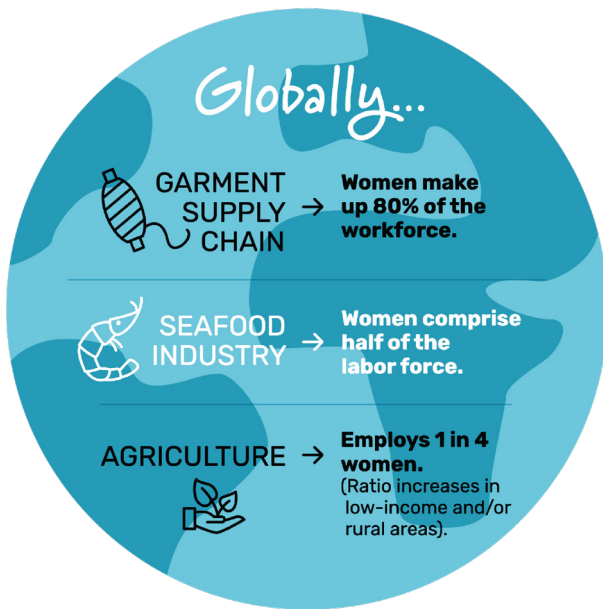 Globally...
GARMENT
SUPPLY
CHAIN
→
Women make
up 80% of the
workforce.
SEAFOOD
INDUSTRY
→
Women comprise
half of the
labor force.
AGRICULTURE
→
Employs 1 in 4
women.
(Ratio increases in
low-income and/or
rural areas).